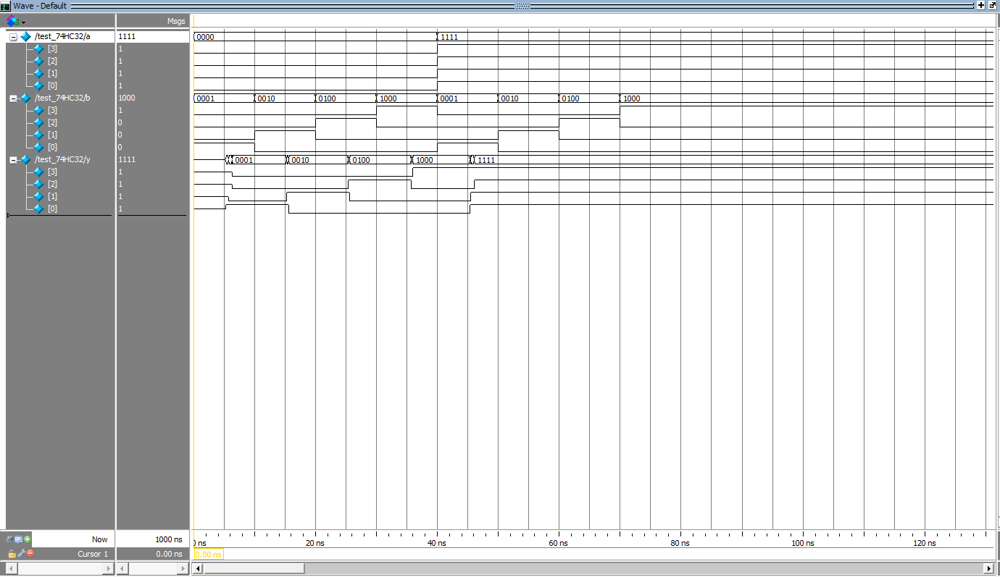 Wave - Default
Msgs
/test_74HC32/a 1111 0000 1111
[3] 1
[2] 1
[1] 1
[0] 1
/test_74HC32/b 1000 0001 0010 0100 1000 0001 0010 0100 1000
[3] 1
[2] 0
[1] 0
[0] 0
/test_74HC32/y 1111 0001 0010 0100 1000 1111
[3] 1
[2] 1
[1] 1
[0] 1
Now 1000 ns 0 ns 20 ns 40 ns 60 ns 80 ns 100 ns 120 ns
Cursor 1 0.00 ns 0.00 ns